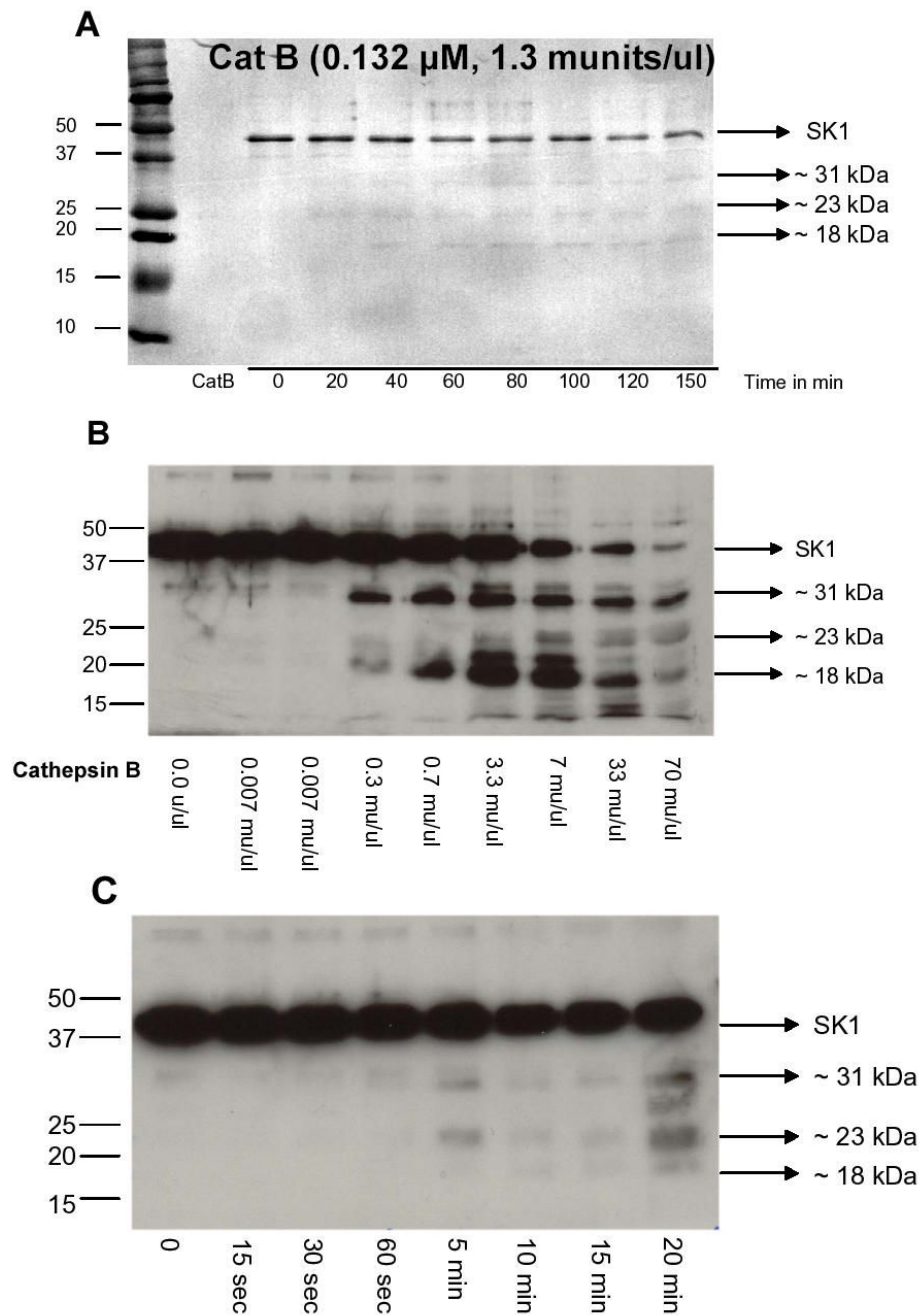 A
Cat B (0.132 µM, 1.3 munits/ul)
50
37
25
20
15
10
SK1
~ 31 kDa
~ 23 kDa
~ 18 kDa
CatB 0 20 40 60 80 100 120 150 Time in min
B
50
37
25
20
15
SK1
~ 31 kDa
~ 23 kDa
~ 18 kDa
Cathepsin B
0.0 u/ul
0.007 mu/ul
0.007 mu/ul
0.3 mu/ul
0.7 mu/ul
3.3 mu/ul
7 mu/ul
33 mu/ul
70 mu/ul
C
50
37
25
20
15
SK1
~ 31 kDa
~ 23 kDa
~ 18 kDa
0
15 sec
30 sec
60 sec
5 min
10 min
15 min
20 min